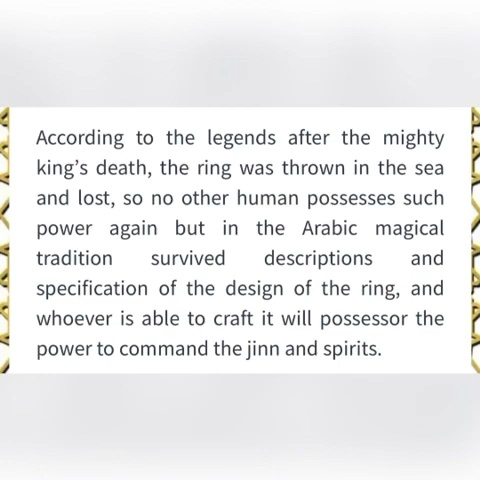 According to the legends after the mighty
king’s death, the ring was thrown in the sea
and lost, so no other human possesses such
power again but in the Arabic magical
tradition survived descriptions and
specification of the design of the ring, and
whoever is able to craft it will possessor the
power to command the jinn and spirits.